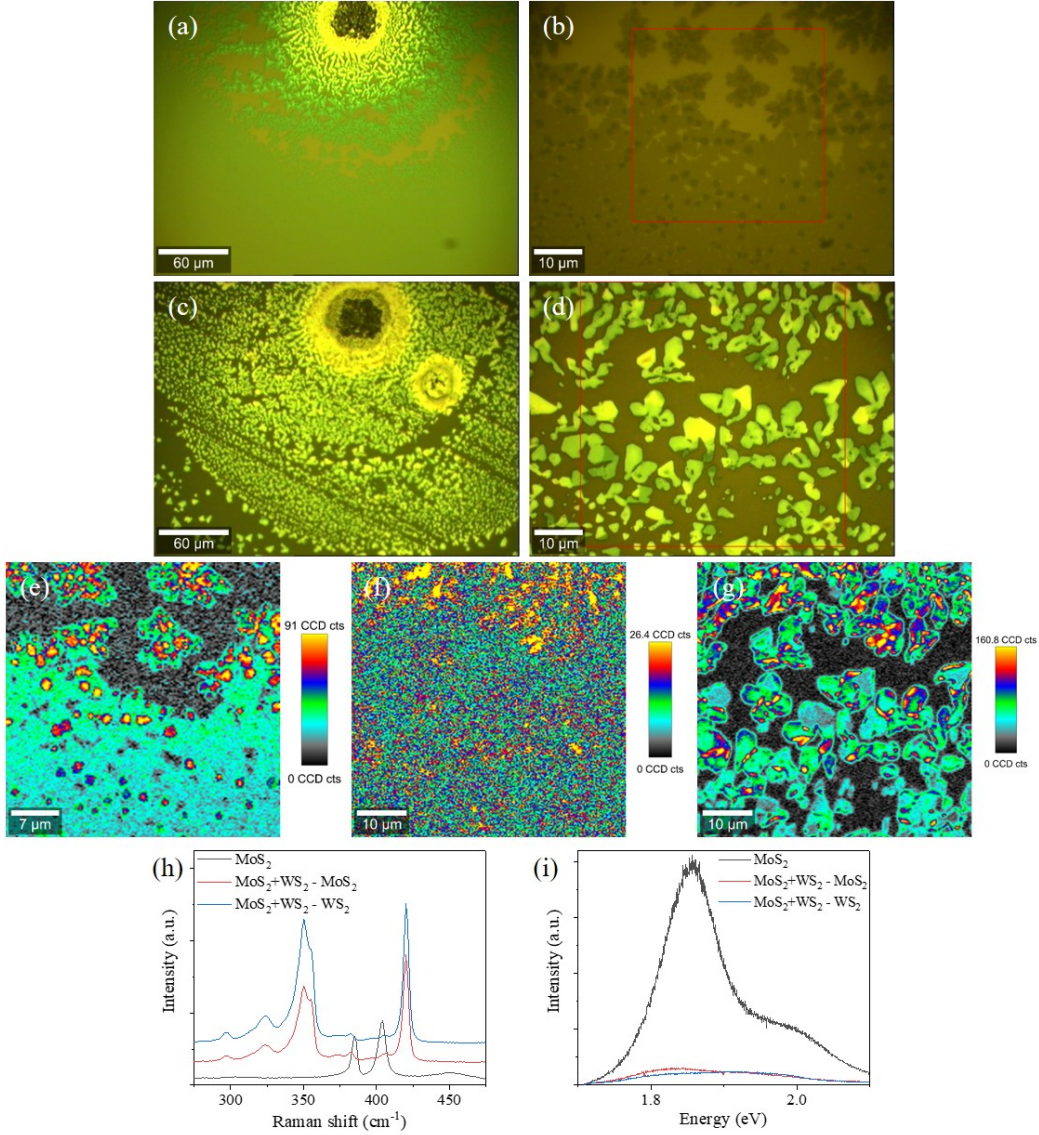 (a)
60 µm
(b)
10 µm
(c)
60 µm
(d)
10 µm
(e)
7 µm
91 CCD cts
0 CCD cts
(f)
10 µm
26.4 CCD cts
0 CCD cts
(g)
10 µm
160.8 CCD cts
0 CCD cts
(h)
MoS₂
MoS₂+WS₂ - MoS₂
MoS₂+WS₂ - WS₂
Intensity (a.u.)
300 350 400 450
Raman shift (cm⁻¹)
(i)
MoS₂
MoS₂+WS₂ - MoS₂
MoS₂+WS₂ - WS₂
Intensity (a.u.)
1.8 2.0
Energy (eV)